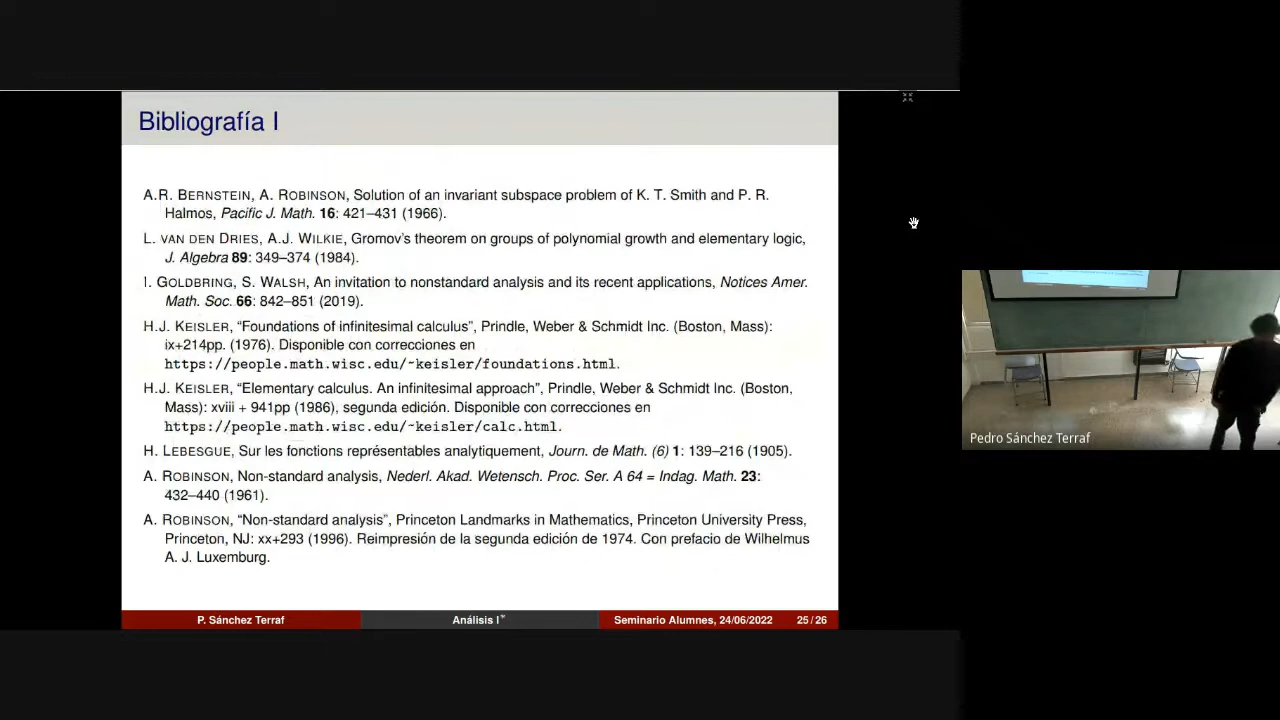 Bibliografía I
A.R. BERNSTEIN, A. ROBINSON, Solution of an invariant subspace problem of K. T. Smith and P. R.
Halmos, Pacific J. Math. 16: 421–431 (1966).
L. VAN DEN DRIES, A.J. WILKIE, Gromov's theorem on groups of polynomial growth and elementary logic,
J. Algebra 89: 349–374 (1984).
I. GOLDBRING, S. WALSH, An invitation to nonstandard analysis and its recent applications, Notices Amer.
Math. Soc. 66: 842–851 (2019).
H.J. KEISLER, "Foundations of infinitesimal calculus", Prindle, Weber & Schmidt Inc. (Boston, Mass):
ix+214pp. (1976). Disponible con correcciones en
https://people.math.wisc.edu/~keisler/foundations.html.
H.J. KEISLER, "Elementary calculus. An infinitesimal approach", Prindle, Weber & Schmidt Inc. (Boston,
Mass): xviii + 941pp (1986), segunda edición. Disponible con correcciones en
https://people.math.wisc.edu/~keisler/calc.html.
H. LEBESGUE, Sur les fonctions représentables analytiquement, Journ. de Math. (6) 1: 139–216 (1905).
A. ROBINSON, Non-standard analysis, Nederl. Akad. Wetensch. Proc. Ser. A 64 = Indag. Math. 23:
432–440 (1961).
A. ROBINSON, "Non-standard analysis", Princeton Landmarks in Mathematics, Princeton University Press,
Princeton, NJ: xx+293 (1996). Reimpresión de la segunda edición de 1974. Con prefacio de Wilhelmus
A. J. Luxemburg.
P. Sánchez Terraf Análisis I* Seminario Alumnes, 24/06/2022 25 / 26
Pedro Sánchez Terraf